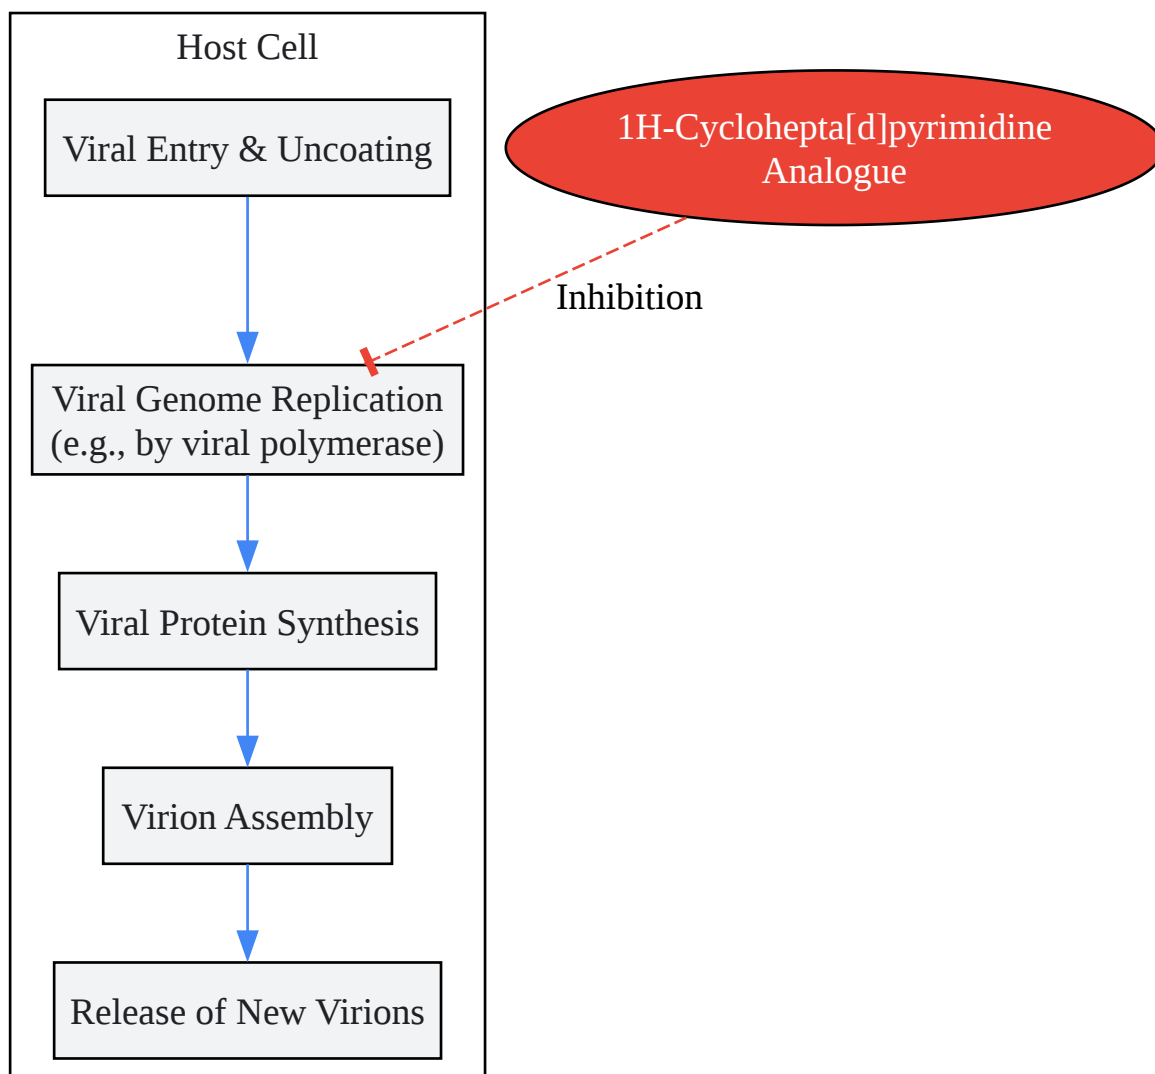 Host Cell
Viral Entry & Uncoating
1H-Cyclohepta[d]pyrimidine
Analogue
Inhibition
Viral Genome Replication
(e.g., by viral polymerase)
Viral Protein Synthesis
Virion Assembly
Release of New Virions